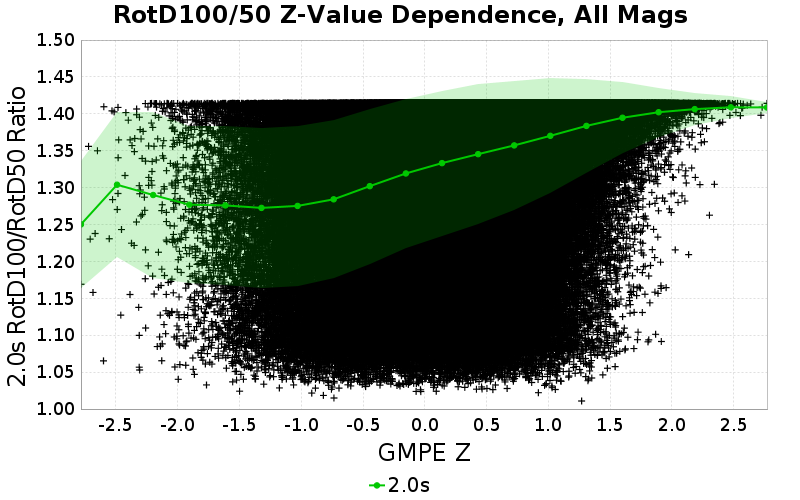 RotD100/50 Z-Value Dependence, All Mags
2.0s RotD100/RotD50 Ratio
1.50
1.45
1.40
1.35
1.30
1.25
1.20
1.15
1.10
1.05
1.00
-2.5 -2.0 -1.5 -1.0 -0.5 0.0 0.5 1.0 1.5 2.0 2.5
GMPE Z
2.0s